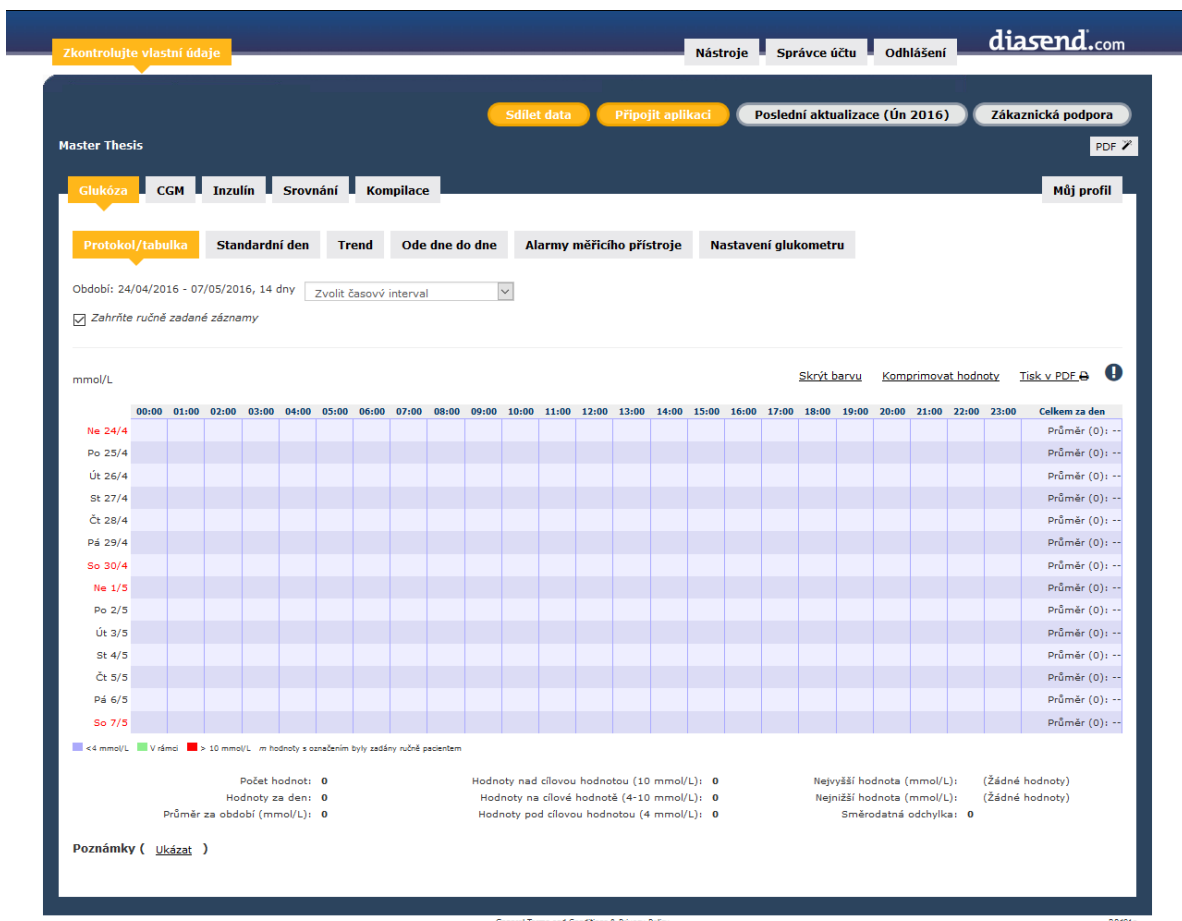 diasend.com
Zkontrolujte vlastní údaje Nástroje Správce účtu Odhlášení
Sdílet data Připojit aplikaci Poslední aktualizace (Ún 2016) Zákaznická podpora
Master Thesis PDF
Glukóza CGM Inzulín Srovnání Kompilace Můj profil
Protokol/tabulka Standardní den Trend Ode dne do dne Alarmy měřicího přístroje Nastavení glukometru
Období: 24/04/2016 - 07/05/2016, 14 dny Zvolit časový interval
Zahrňte ručně zadané záznamy
mmol/L Skrýt barvu Komprimovat hodnoty Tisk v PDF
00:00 01:00 02:00 03:00 04:00 05:00 06:00 07:00 08:00 09:00 10:00 11:00 12:00 13:00 14:00 15:00 16:00 17:00 18:00 19:00 20:00 21:00 22:00 23:00 Celkem za den
Ne 24/4 Průměr (0): --
Po 25/4 Průměr (0): --
Út 26/4 Průměr (0): --
St 27/4 Průměr (0): --
Čt 28/4 Průměr (0): --
Pá 29/4 Průměr (0): --
So 30/4 Průměr (0): --
Ne 1/5 Průměr (0): --
Po 2/5 Průměr (0): --
Út 3/5 Průměr (0): --
St 4/5 Průměr (0): --
Čt 5/5 Průměr (0): --
Pá 6/5 Průměr (0): --
So 7/5 Průměr (0): --
<4 mmol/L V rámci > 10 mmol/L m hodnoty s označením byly zadány ručně pacientem
Počet hodnot: 0 Hodnoty nad cílovou hodnotou (10 mmol/L): 0 Nejvyšší hodnota (mmol/L): (Žádné hodnoty)
Hodnoty za den: 0 Hodnoty na cílové hodnotě (4-10 mmol/L): 0 Nejnižší hodnota (mmol/L): (Žádné hodnoty)
Průměr za období (mmol/L): 0 Hodnoty pod cílovou hodnotou (4 mmol/L): 0 Směrodatná odchylka: 0
Poznámky ( Ukázat )